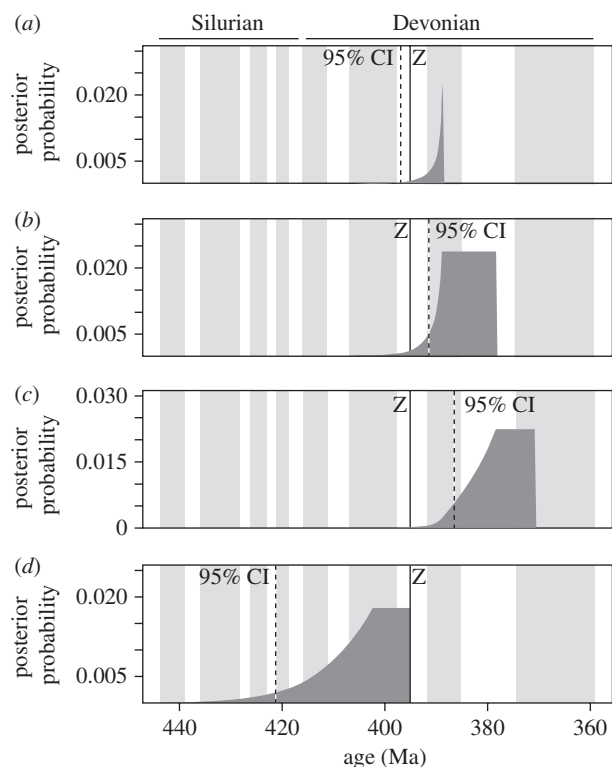 Silurian Devonian
(a)
95% CI Z
posterior
probability
0.020
0.005
(b)
Z 95% CI
posterior
probability
0.020
0.005
(c)
Z 95% CI
posterior
probability
0.030
0.015
0
(d)
95% CI Z
posterior
probability
0.020
0.005
440 420 400 380 360
age (Ma)